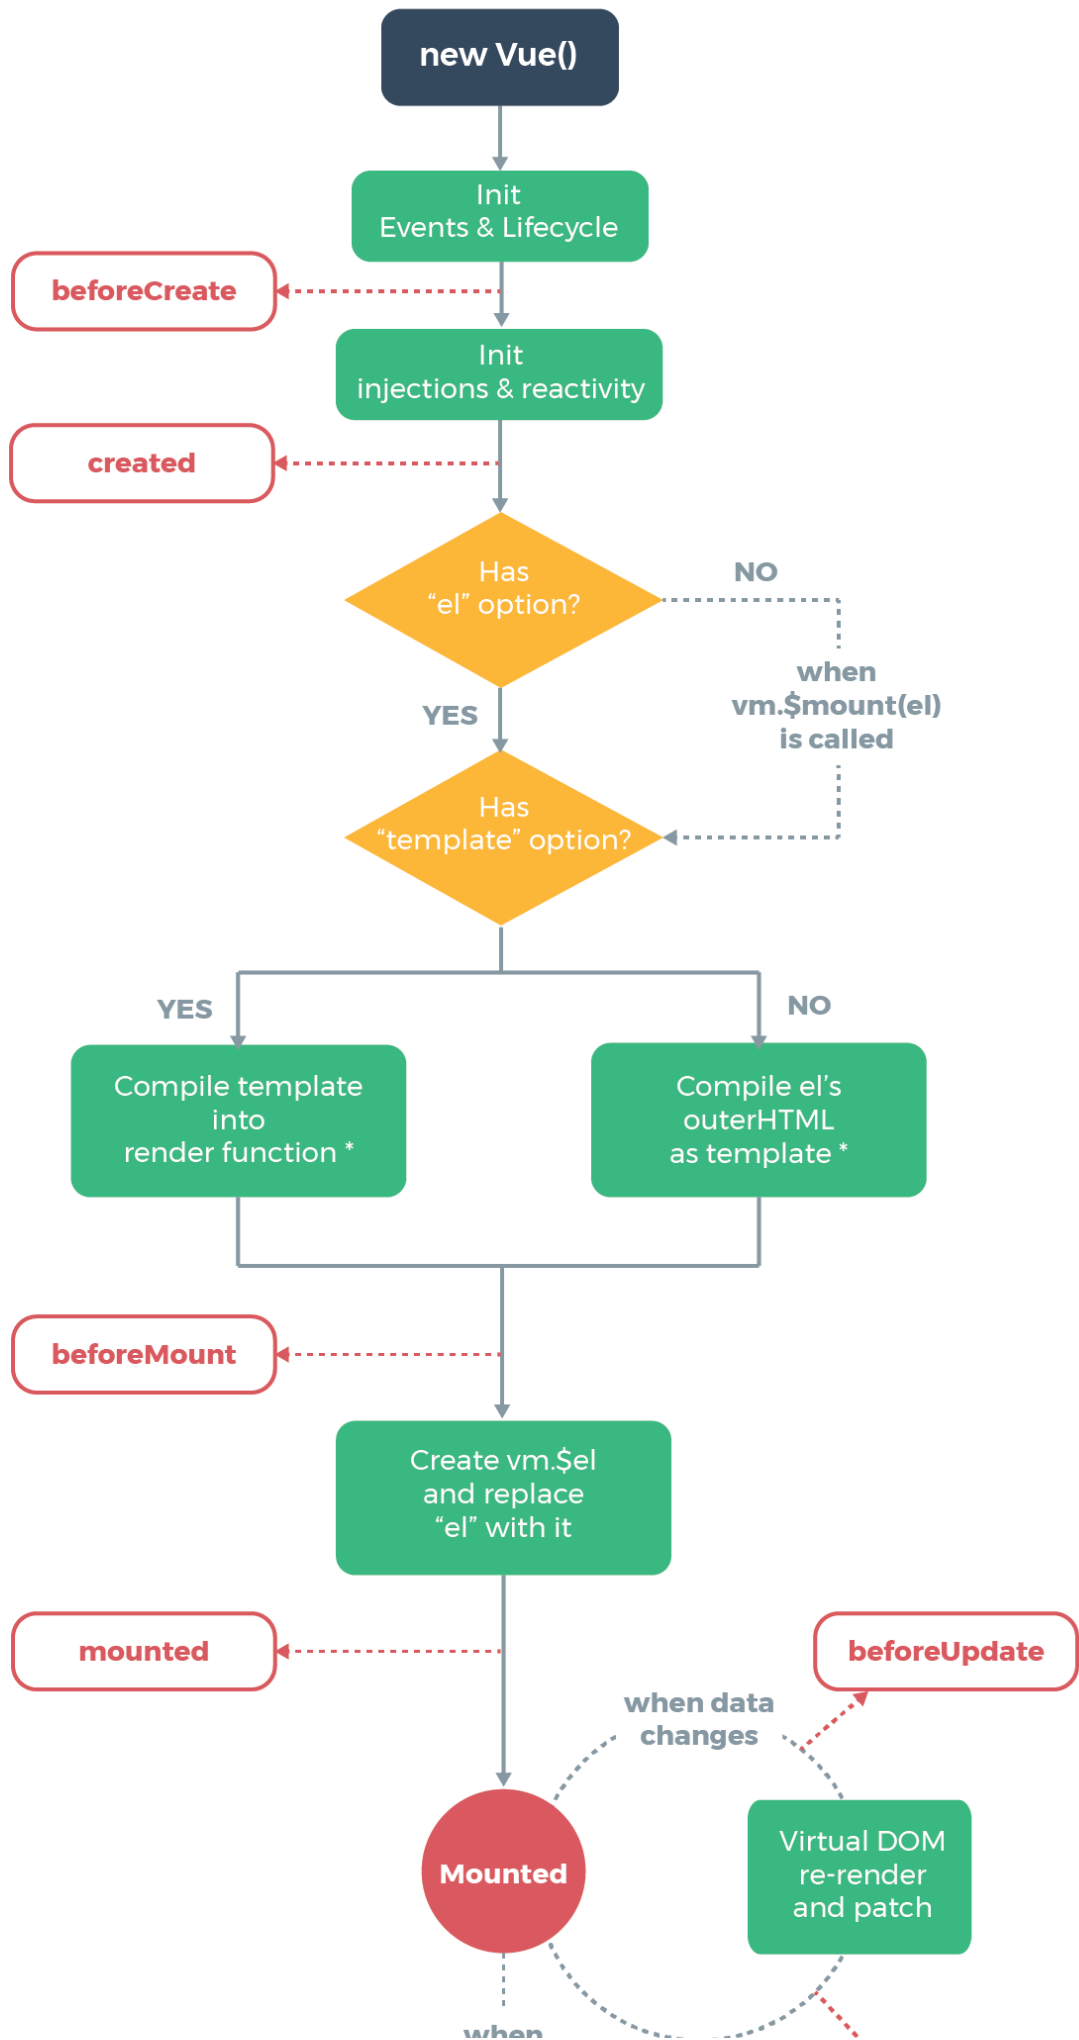 new Vue()
Init
Events & Lifecycle
beforeCreate
Init
injections & reactivity
created
Has
“el” option?
NO
when
vm.$mount(el)
is called
YES
Has
“template” option?
YES
NO
Compile template
into
render function *
Compile el’s
outerHTML
as template *
beforeMount
Create vm.$el
and replace
“el” with it
mounted
beforeUpdate
when data
changes
Mounted
Virtual DOM
re-render
and patch
when